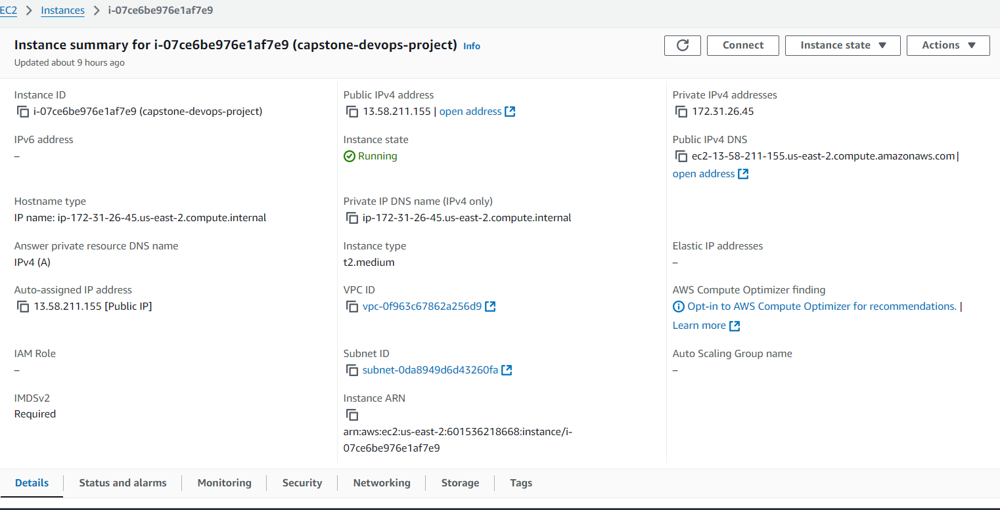 EC2 > Instances > i-07ce6be976e1af7e9
Instance summary for i-07ce6be976e1af7e9 (capstone-devops-project) Info
Updated about 9 hours ago
Connect
Instance state
Actions
Instance ID
i-07ce6be976e1af7e9 (capstone-devops-project)
Public IPv4 address
13.58.211.155 | open address
Private IPv4 addresses
172.31.26.45
IPv6 address
–
Instance state
Running
Public IPv4 DNS
ec2-13-58-211-155.us-east-2.compute.amazonaws.com |
open address
Hostname type
IP name: ip-172-31-26-45.us-east-2.compute.internal
Private IP DNS name (IPv4 only)
ip-172-31-26-45.us-east-2.compute.internal
Answer private resource DNS name
IPv4 (A)
Instance type
t2.medium
Elastic IP addresses
–
Auto-assigned IP address
13.58.211.155 [Public IP]
VPC ID
vpc-0f963c67862a256d9
AWS Compute Optimizer finding
Opt-in to AWS Compute Optimizer for recommendations. |
Learn more
IAM Role
–
Subnet ID
subnet-0da8949d6d43260fa
Auto Scaling Group name
–
IMDSv2
Required
Instance ARN
arn:aws:ec2:us-east-2:601536218668:instance/i-
07ce6be976e1af7e9
Details
Status and alarms
Monitoring
Security
Networking
Storage
Tags